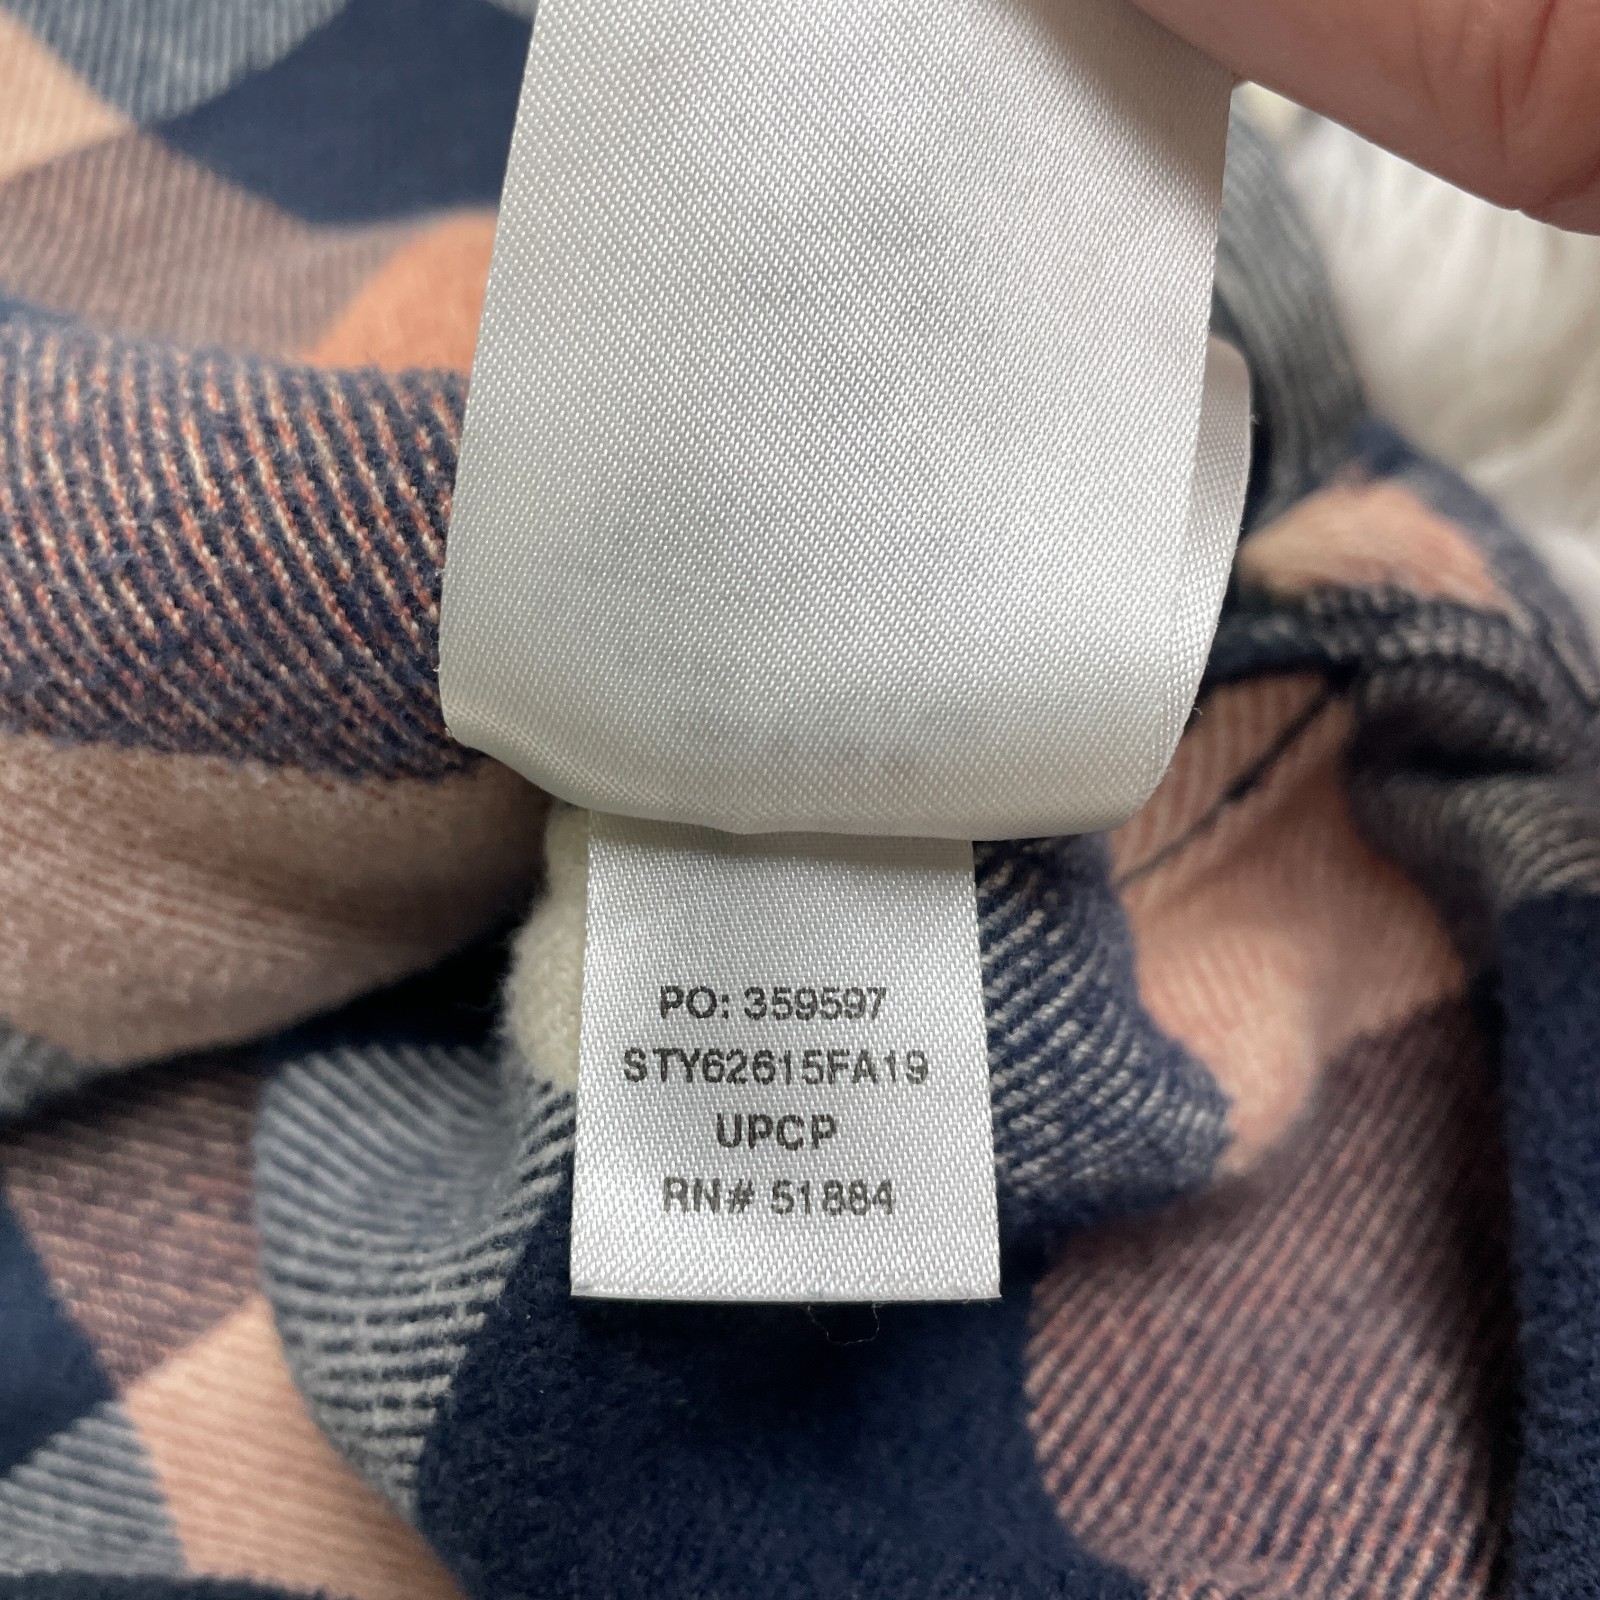 PO: 359597
STY62615FA19
UPCP
RN# 51884